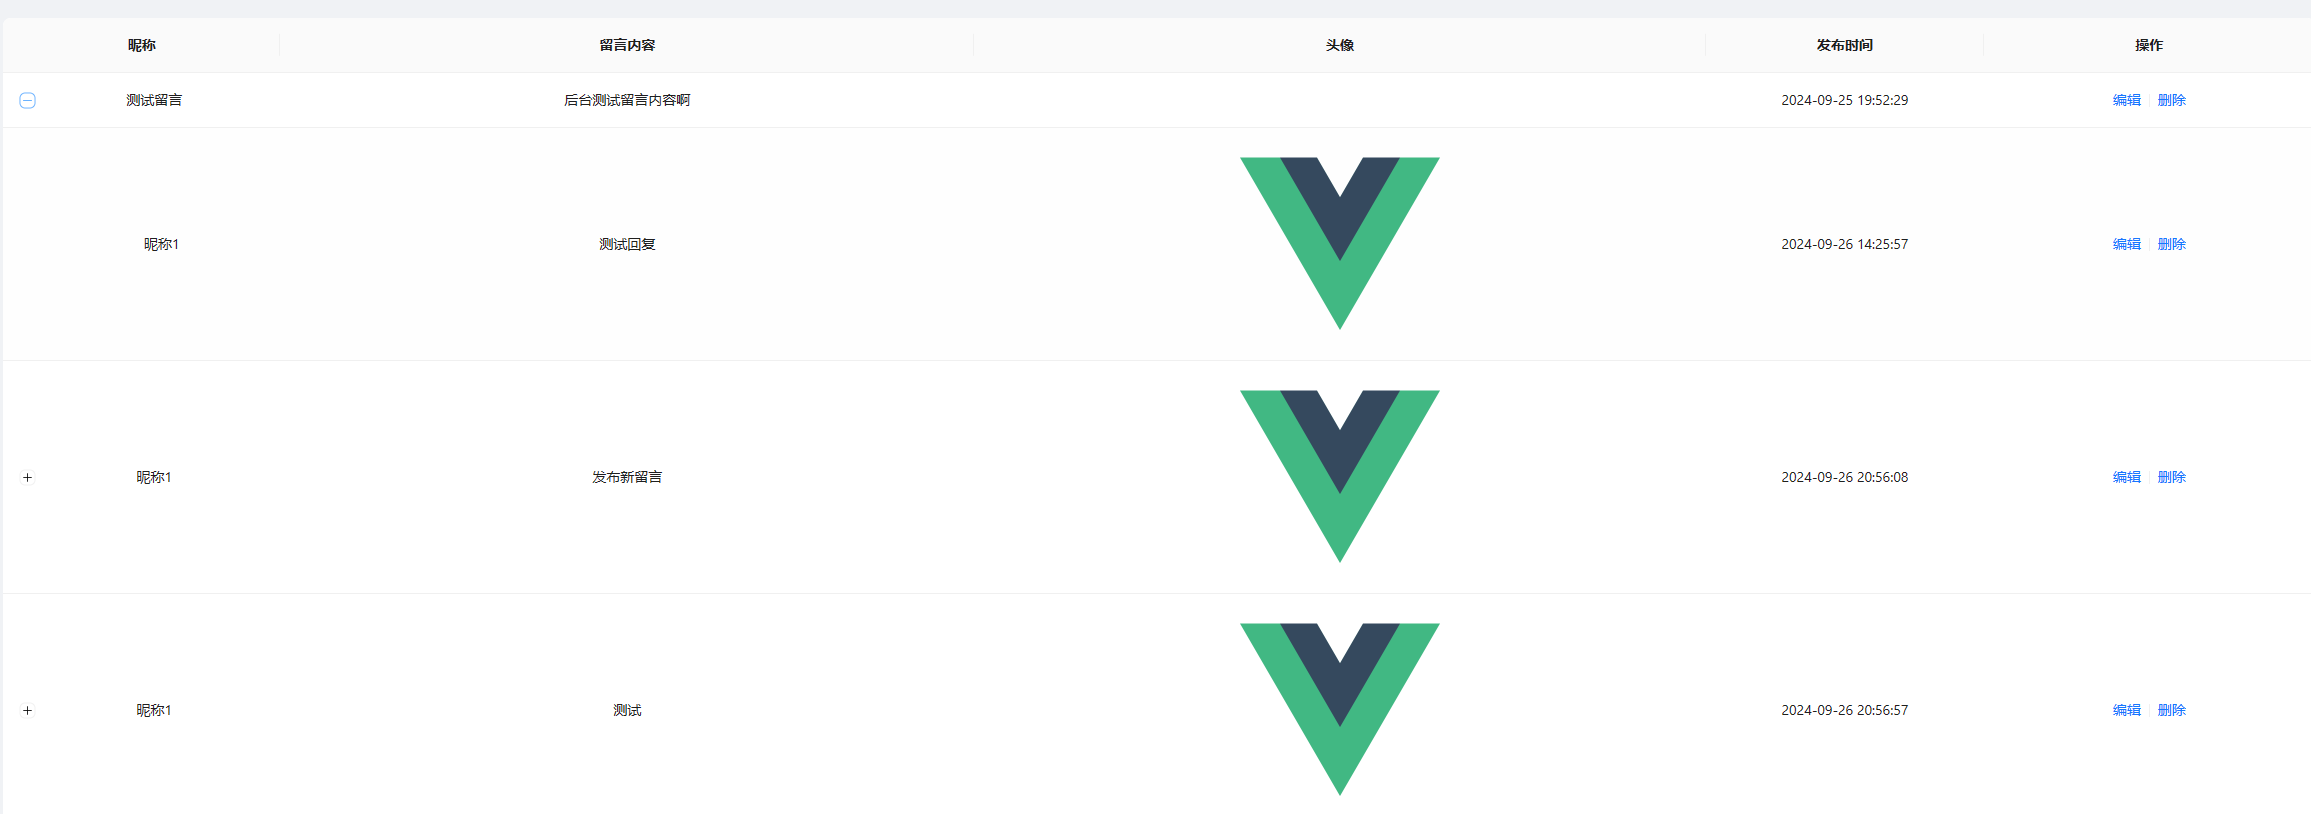 昵称 留言内容 头像 发布时间 操作
测试留言 后台测试留言内容啊 2024-09-25 19:52:29 编辑 删除
昵称1 测试回复 2024-09-26 14:25:57 编辑 删除
昵称1 发布新留言 2024-09-26 20:56:08 编辑 删除
昵称1 测试 2024-09-26 20:56:57 编辑 删除